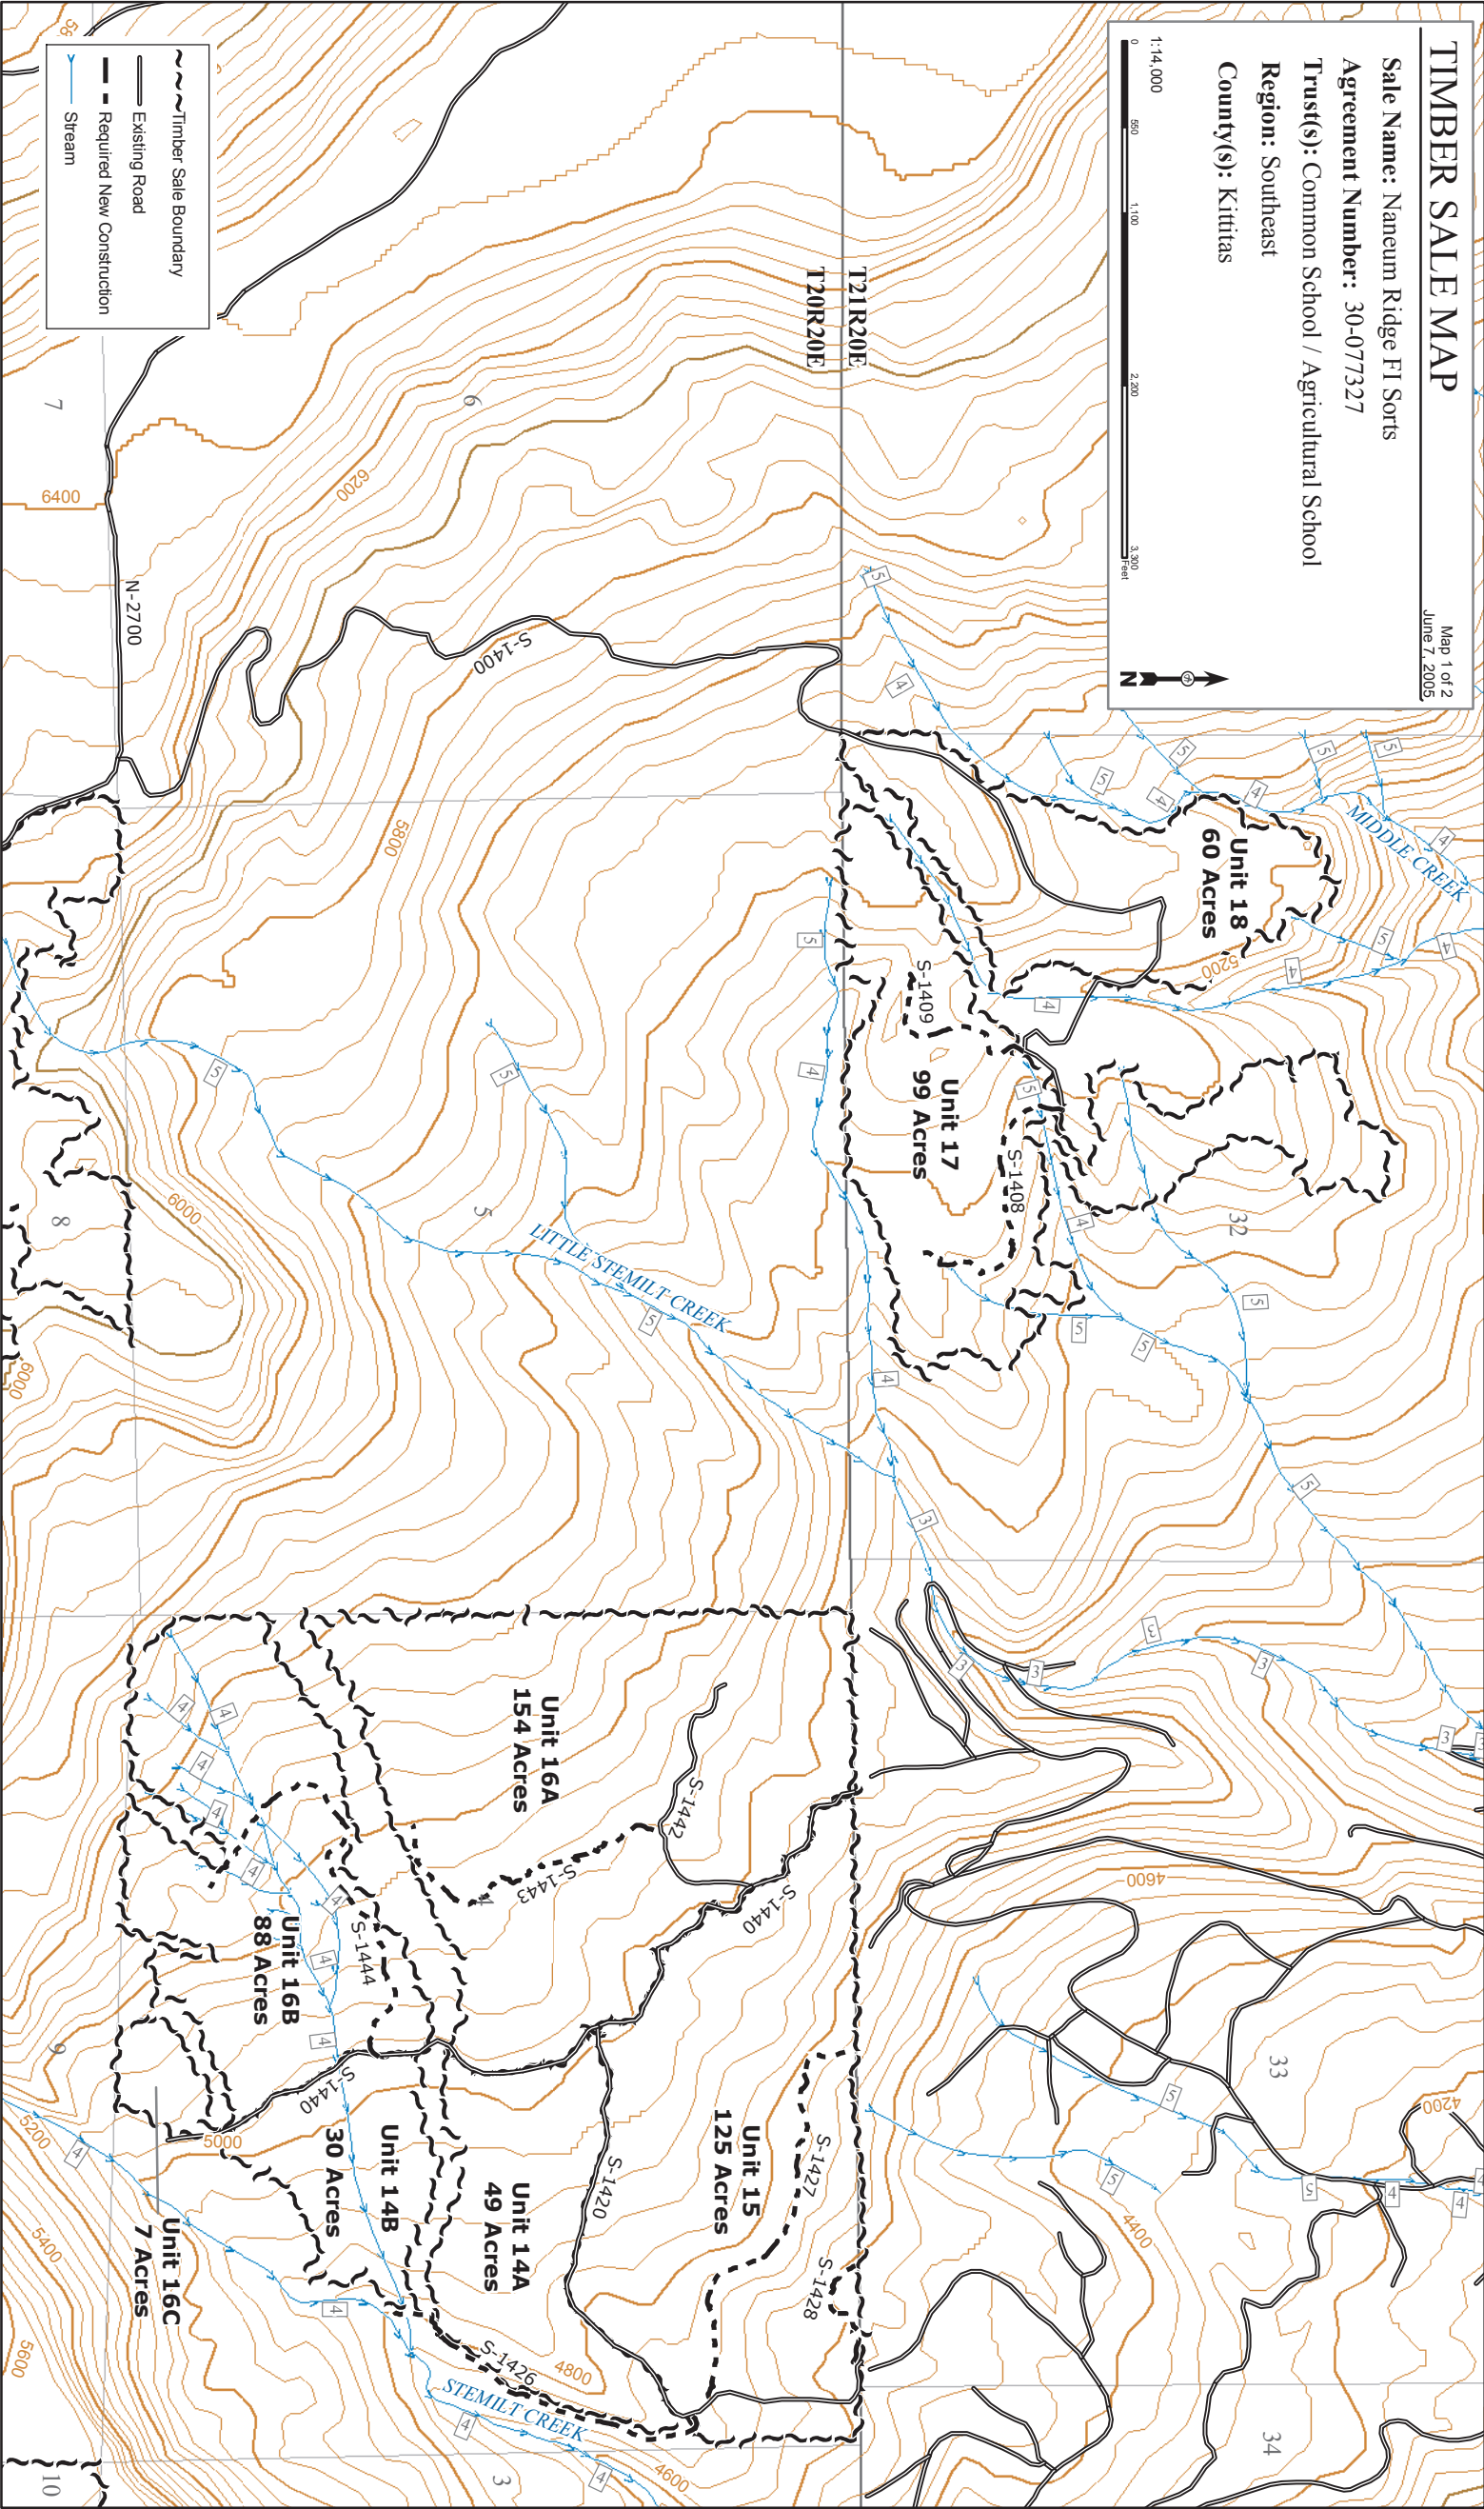 TIMBER SALE MAP
Map 1 of 2
June 7, 2005
Sale Name: Naneum Ridge FI Sorts
Agreement Number: 30-077327
Trust(s): Common School / Agricultural School
Region: Southeast
County(s): Kittitas
1:14,000
0 550 1,100 2,200 3,300
Feet
N
Timber Sale Boundary
Existing Road
Required New Construction
Stream
T21R20E
T20R20E
MIDDLE CREEK
Unit 18
60 Acres
5200
32
33
34
4200
4400
4600
S-1409
Unit 17
99 Acres
S-1408
6
S-1400
6200
5800
5
LITTLE STEMILT CREEK
7
6400
N-2700
8
6000
6000
Unit 16A
154 Acres
S-1442
S-1443
4
S-1440
Unit 15
125 Acres
S-1427
S-1428
S-1420
Unit 14A
49 Acres
Unit 14B
30 Acres
S-1444
Unit 16B
88 Acres
S-1440
5000
S-1426
4800
STEMILT CREEK
4600
3
Unit 16C
7 Acres
9
5200
5400
5600
10